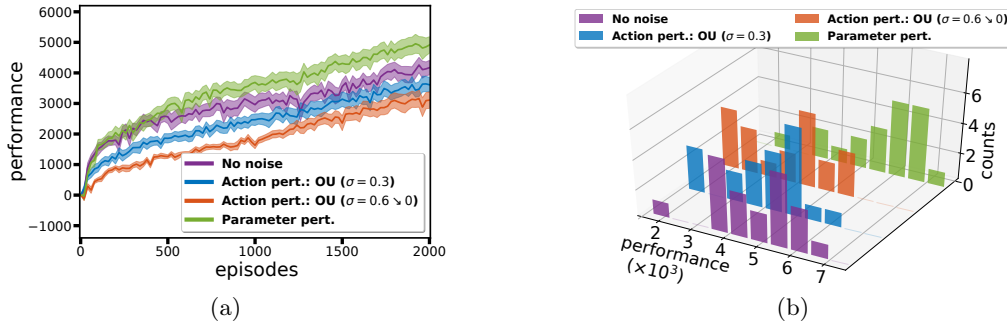 6000
5000
4000
3000
2000
1000
0
−1000
performance
0
500
1000
1500
2000
episodes
No noise
Action pert.: OU (σ = 0.3)
Action pert.: OU (σ = 0.6 ↘ 0)
Parameter pert.
(a)
No noise
Action pert.: OU (σ = 0.3)
Action pert.: OU (σ = 0.6 ↘ 0)
Parameter pert.
6
4
2
0
counts
2
3
4
5
6
7
performance
(×10³)
(b)